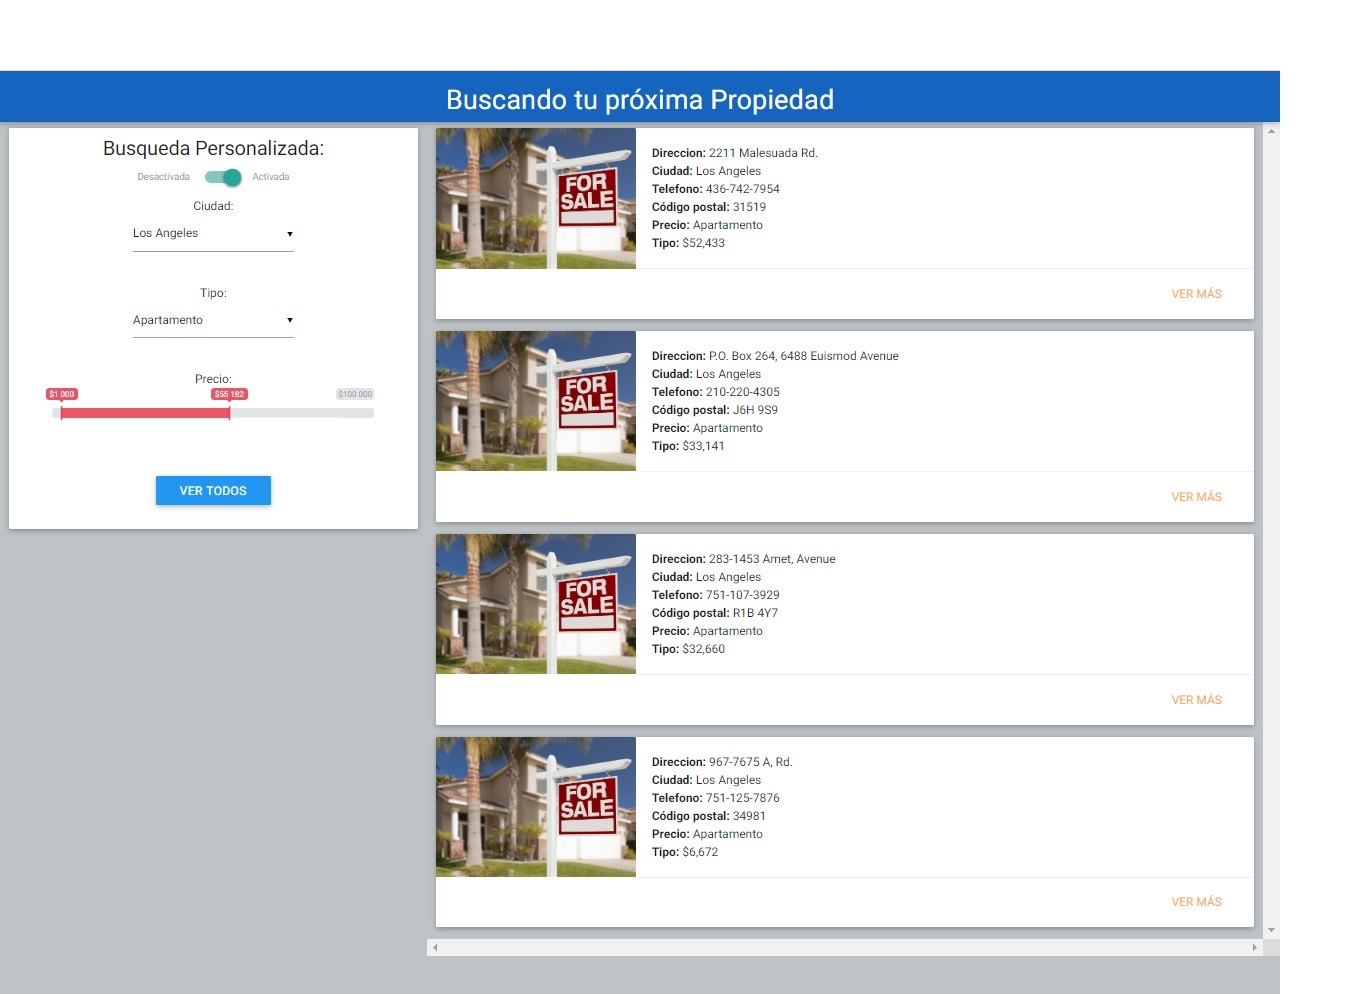 Buscando tu próxima Propiedad
Busqueda Personalizada:
Desactivada Activada
Ciudad:
Los Angeles
Tipo:
Apartamento
Precio:
$1 000 $55 182 $100 000
VER TODOS
FOR
SALE
Direccion: 2211 Malesuada Rd.
Ciudad: Los Angeles
Telefono: 436-742-7954
Código postal: 31519
Precio: Apartamento
Tipo: $52,433
VER MÁS
FOR
SALE
Direccion: P.O. Box 264, 6488 Euismod Avenue
Ciudad: Los Angeles
Telefono: 210-220-4305
Código postal: J6H 9S9
Precio: Apartamento
Tipo: $33,141
VER MÁS
FOR
SALE
Direccion: 283-1453 Amet, Avenue
Ciudad: Los Angeles
Telefono: 751-107-3929
Código postal: R1B 4Y7
Precio: Apartamento
Tipo: $32,660
VER MÁS
FOR
SALE
Direccion: 967-7675 A, Rd.
Ciudad: Los Angeles
Telefono: 751-125-7876
Código postal: 34981
Precio: Apartamento
Tipo: $6,672
VER MÁS